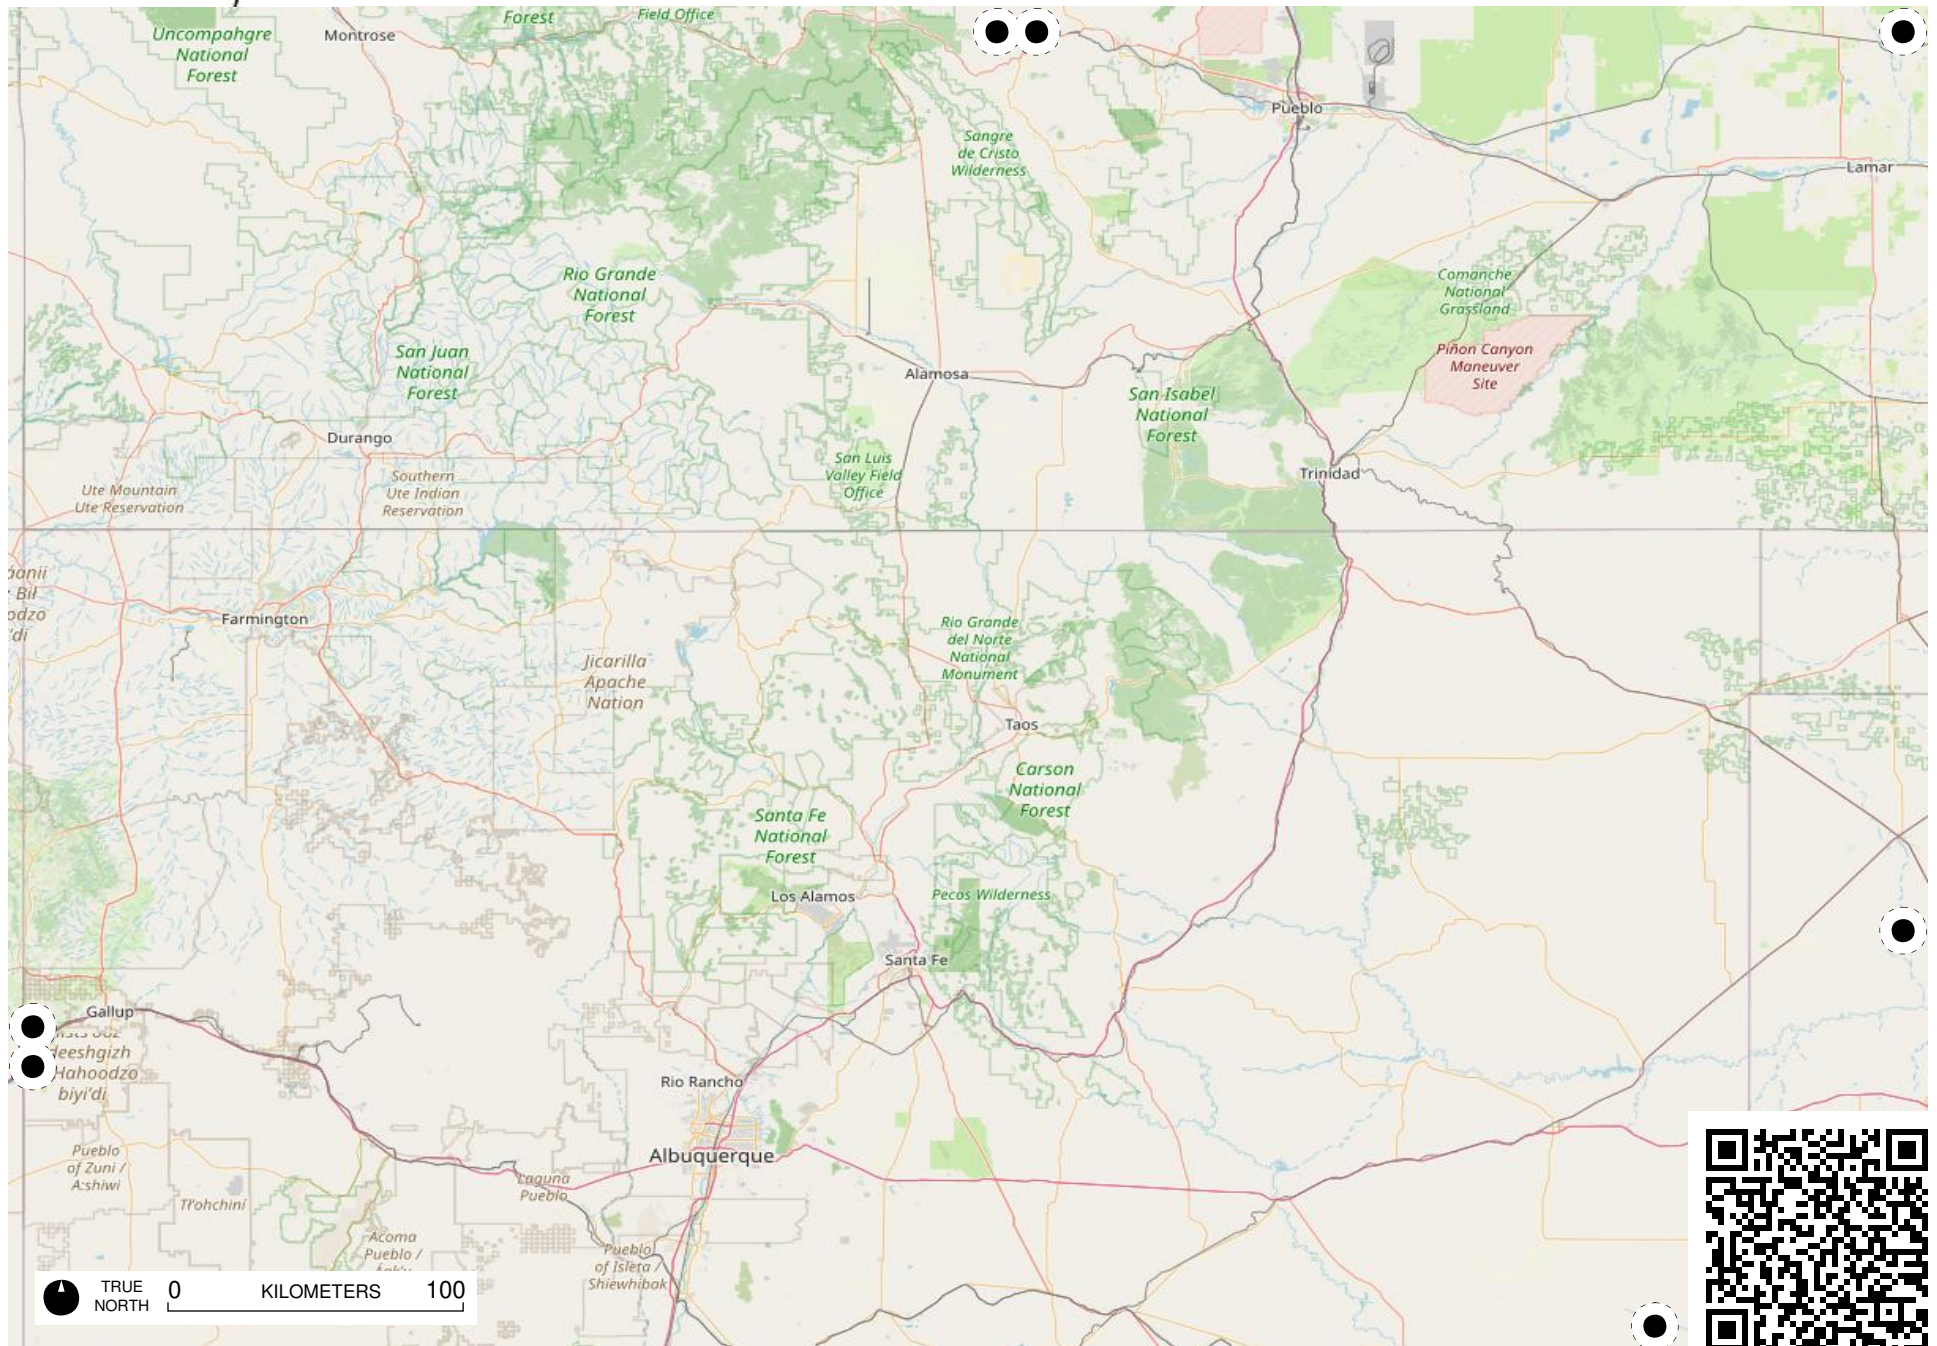 Forest
Field Office
Uncompahgre
National
Forest
Montrose
Pueblo
Sangre
de Cristo
Wilderness
Lamar
Rio Grande
National
Forest
Comanche
National
Grassland
San Juan
National
Forest
Piñon Canyon
Maneuver
Site
Alamosa
San Isabel
National
Forest
Durango
San Luis
Valley Field
Office
Trinidad
Ute Mountain
Ute Reservation
Southern
Ute Indian
Reservation
Farmington
Rio Grande
del Norte
National
Monument
Jicarilla
Apache
Nation
Taos
Carson
National
Forest
Santa Fe
National
Forest
Los Alamos
Pecos Wilderness
Santa Fe
Gallup
Hahoodzo
biyi'di
Rio Rancho
Albuquerque
Pueblo
of Zuni /
A:shiwi
Tł'ohchiní
Laguna
Pueblo
Acoma
Pueblo /
Pueblo
of Isleta /
Shiewhibak
TRUE
NORTH
0 KILOMETERS 100